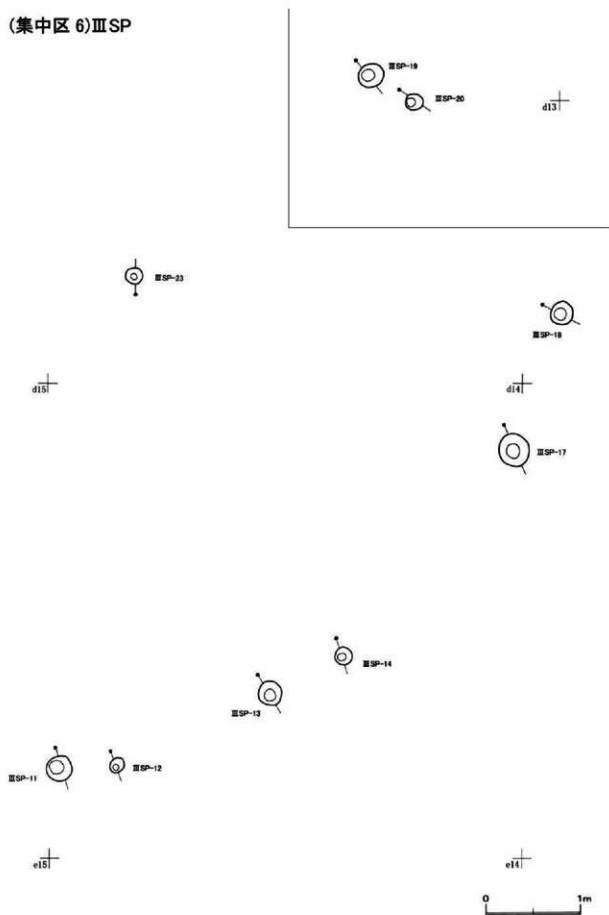 (集中区 6)ⅢSP
ⅢSP-19
ⅢSP-20
d13
ⅢSP-23
ⅢSP-18
d15
d14
ⅢSP-17
ⅢSP-14
ⅢSP-13
ⅢSP-11
ⅢSP-12
e15
e14
0 1m